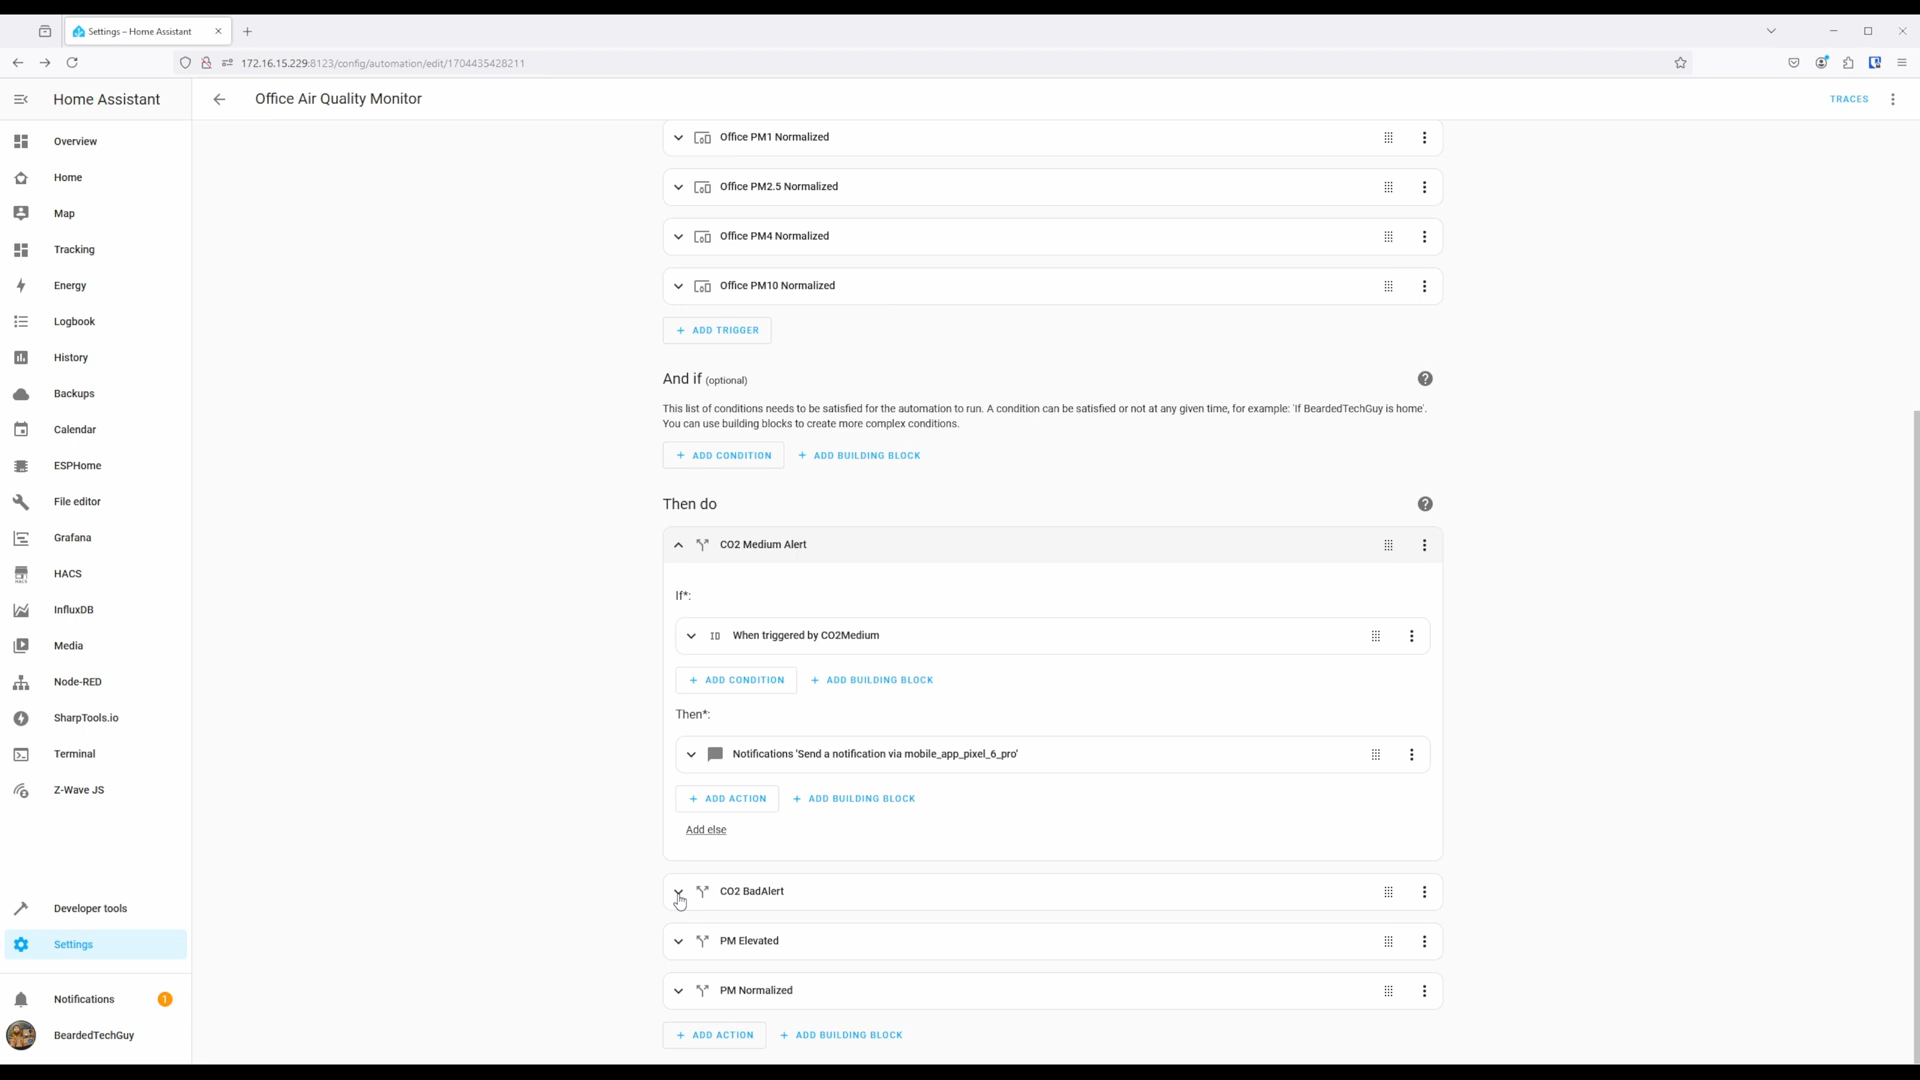 Settings – Home Assistant
172.16.15.229:8123/config/automation/edit/1704435428211
Home Assistant
Office Air Quality Monitor
TRACES
Overview
Home
Map
Tracking
Energy
Logbook
History
Backups
Calendar
ESPHome
File editor
Grafana
HACS
InfluxDB
Media
Node-RED
SharpTools.io
Terminal
Z-Wave JS
Developer tools
Settings
Notifications 1
BeardedTechGuy
Office PM1 Normalized
Office PM2.5 Normalized
Office PM4 Normalized
Office PM10 Normalized
+ ADD TRIGGER
And if (optional)
This list of conditions needs to be satisfied for the automation to run. A condition can be satisfied or not at any given time, for example: 'If BeardedTechGuy is home'.
You can use building blocks to create more complex conditions.
+ ADD CONDITION + ADD BUILDING BLOCK
Then do
CO2 Medium Alert
If*:
ID When triggered by CO2Medium
+ ADD CONDITION + ADD BUILDING BLOCK
Then*:
Notifications 'Send a notification via mobile_app_pixel_6_pro'
+ ADD ACTION + ADD BUILDING BLOCK
Add else
CO2 BadAlert
PM Elevated
PM Normalized
+ ADD ACTION + ADD BUILDING BLOCK